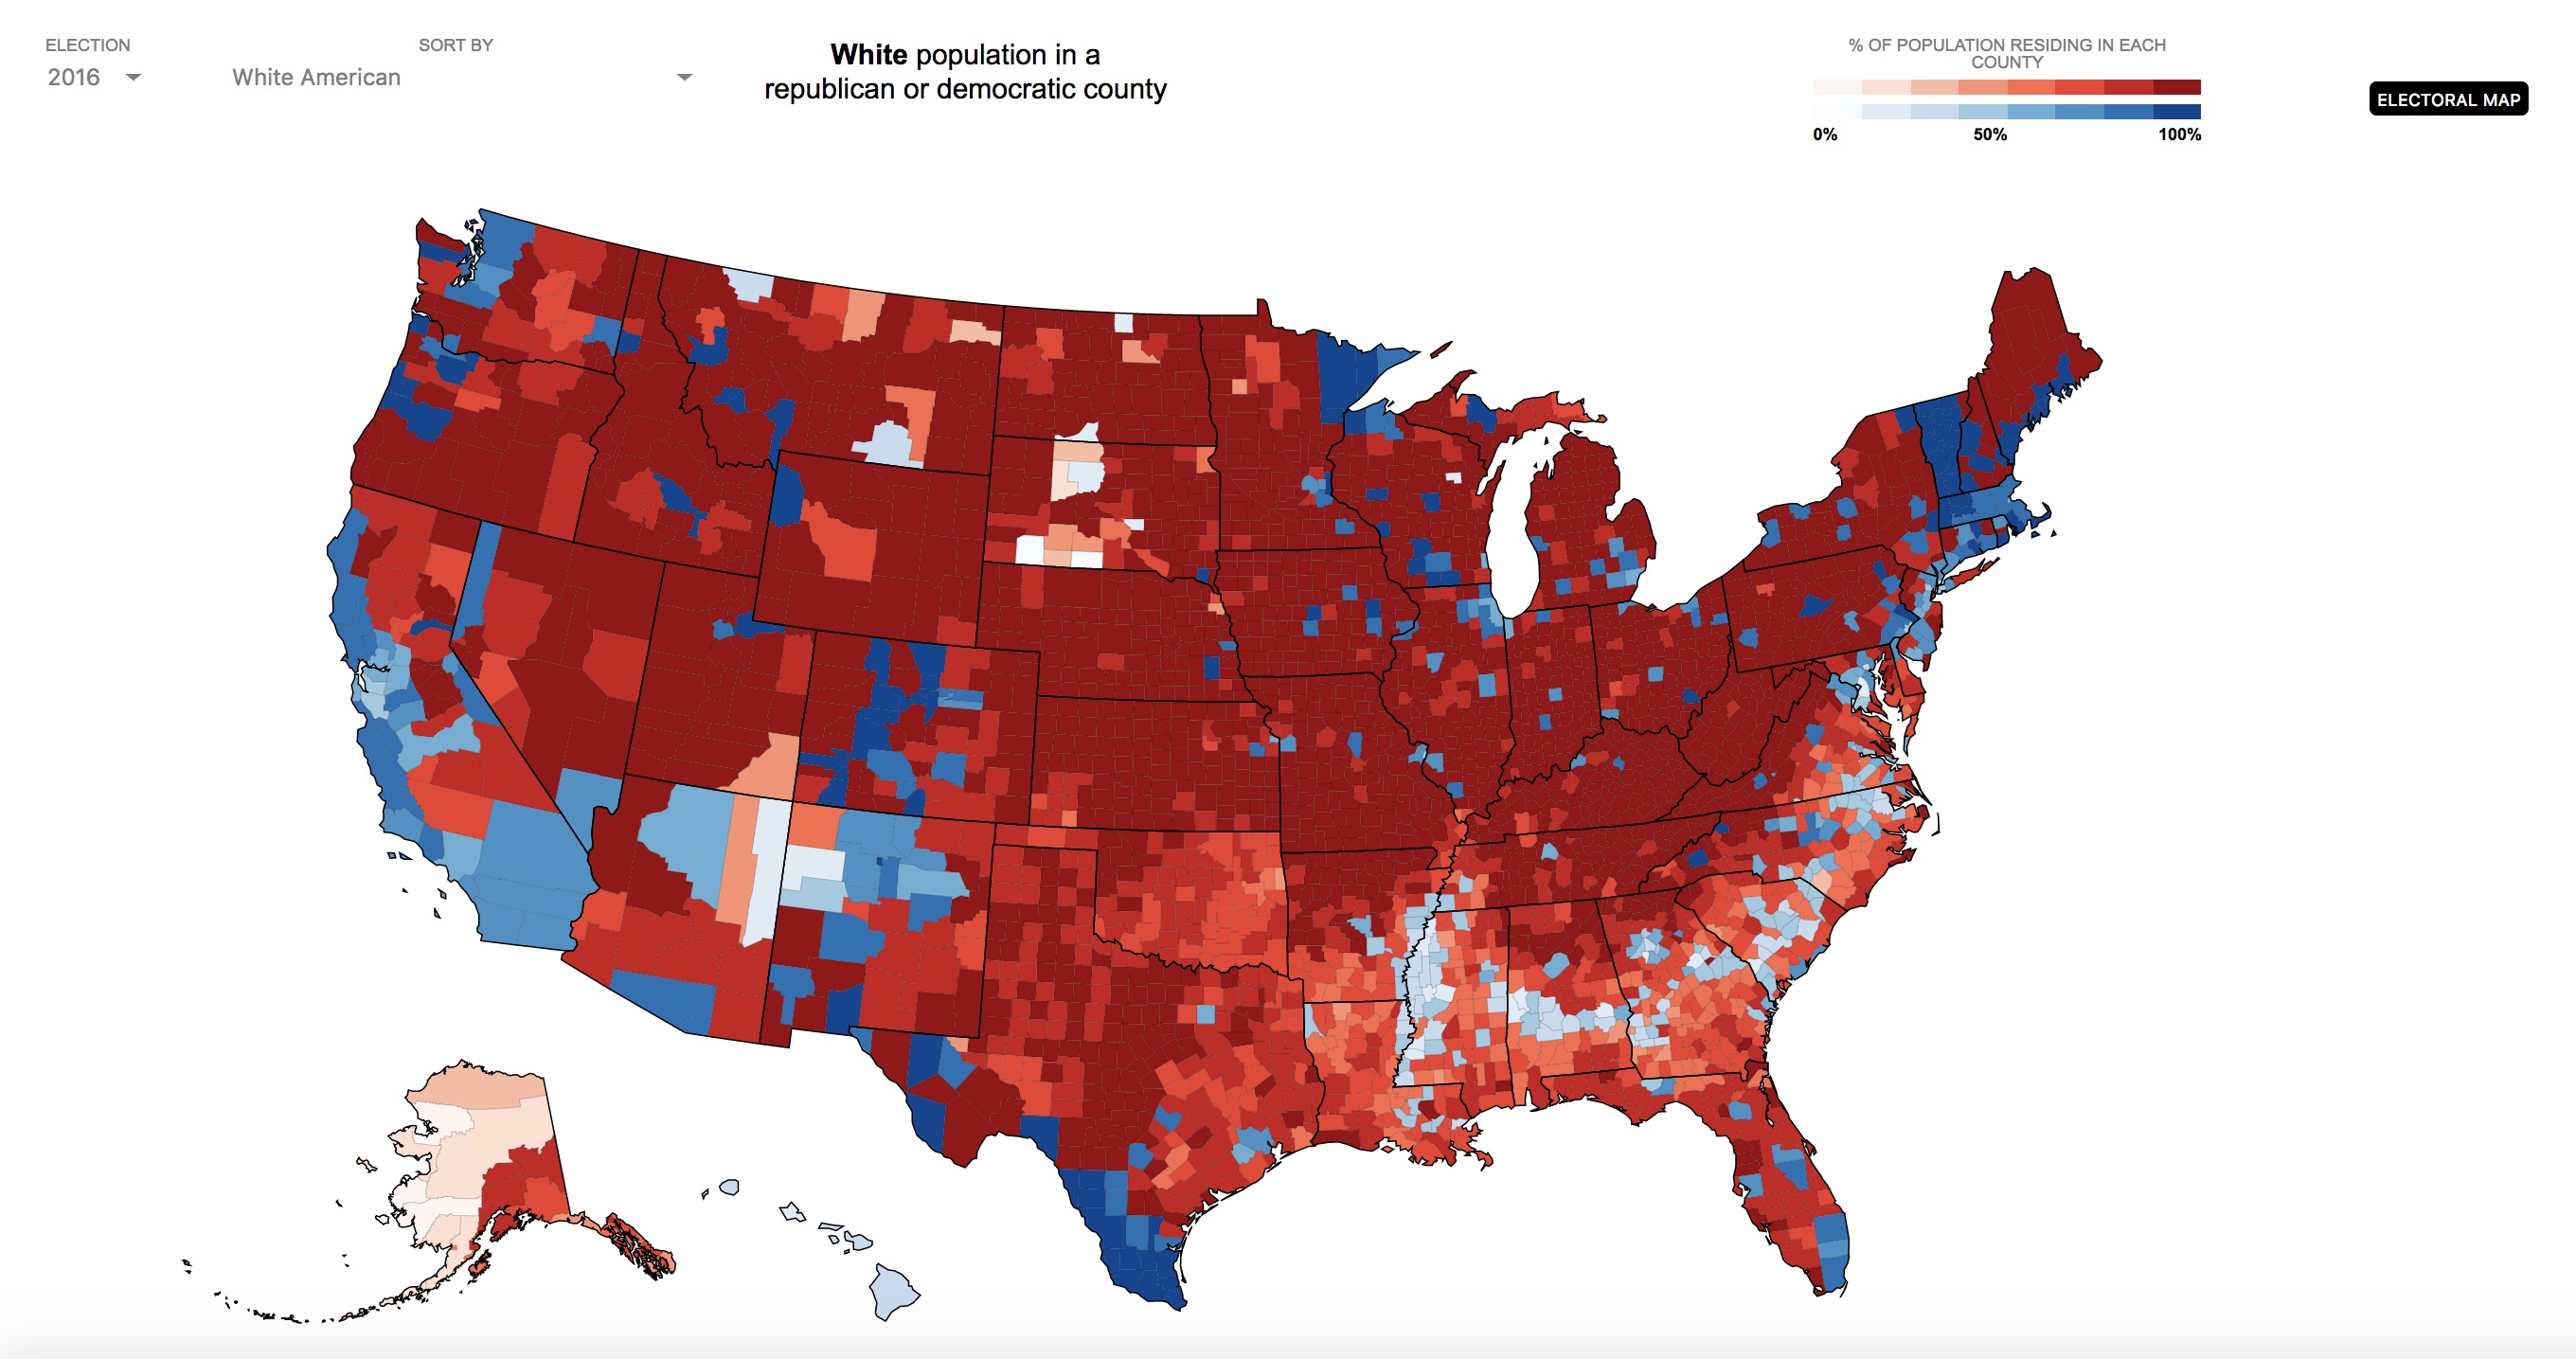 ELECTION
SORT BY
2016
White American
White population in a
republican or democratic county
% OF POPULATION RESIDING IN EACH
COUNTY
0%
50%
100%
ELECTORAL MAP